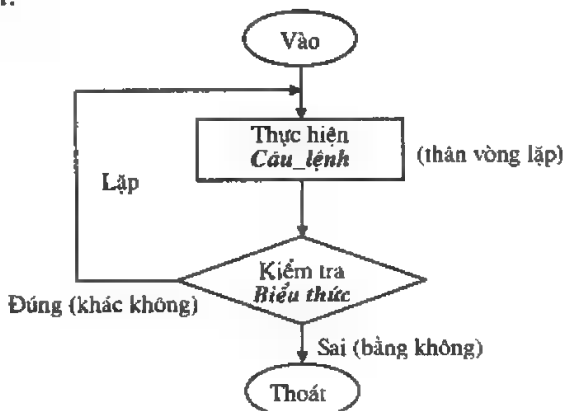 Vào
Thực hiện
Câu_lệnh
(thân vòng lặp)
Lặp
Kiểm tra
Biểu thức
Đúng (khác không)
Sai (bằng không)
Thoát